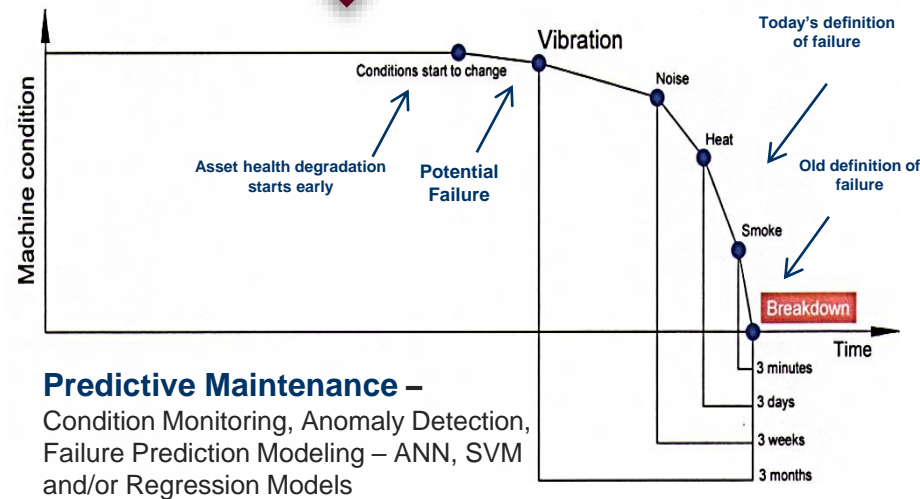 Today's definition
of failure
Vibration
Conditions start to change
Noise
Machine condition
Asset health degradation
starts early
Potential
Failure
Heat
Old definition of
failure
Smoke
Breakdown
Time
3 minutes
3 days
3 weeks
3 months
Predictive Maintenance –
Condition Monitoring, Anomaly Detection,
Failure Prediction Modeling – ANN, SVM
and/or Regression Models